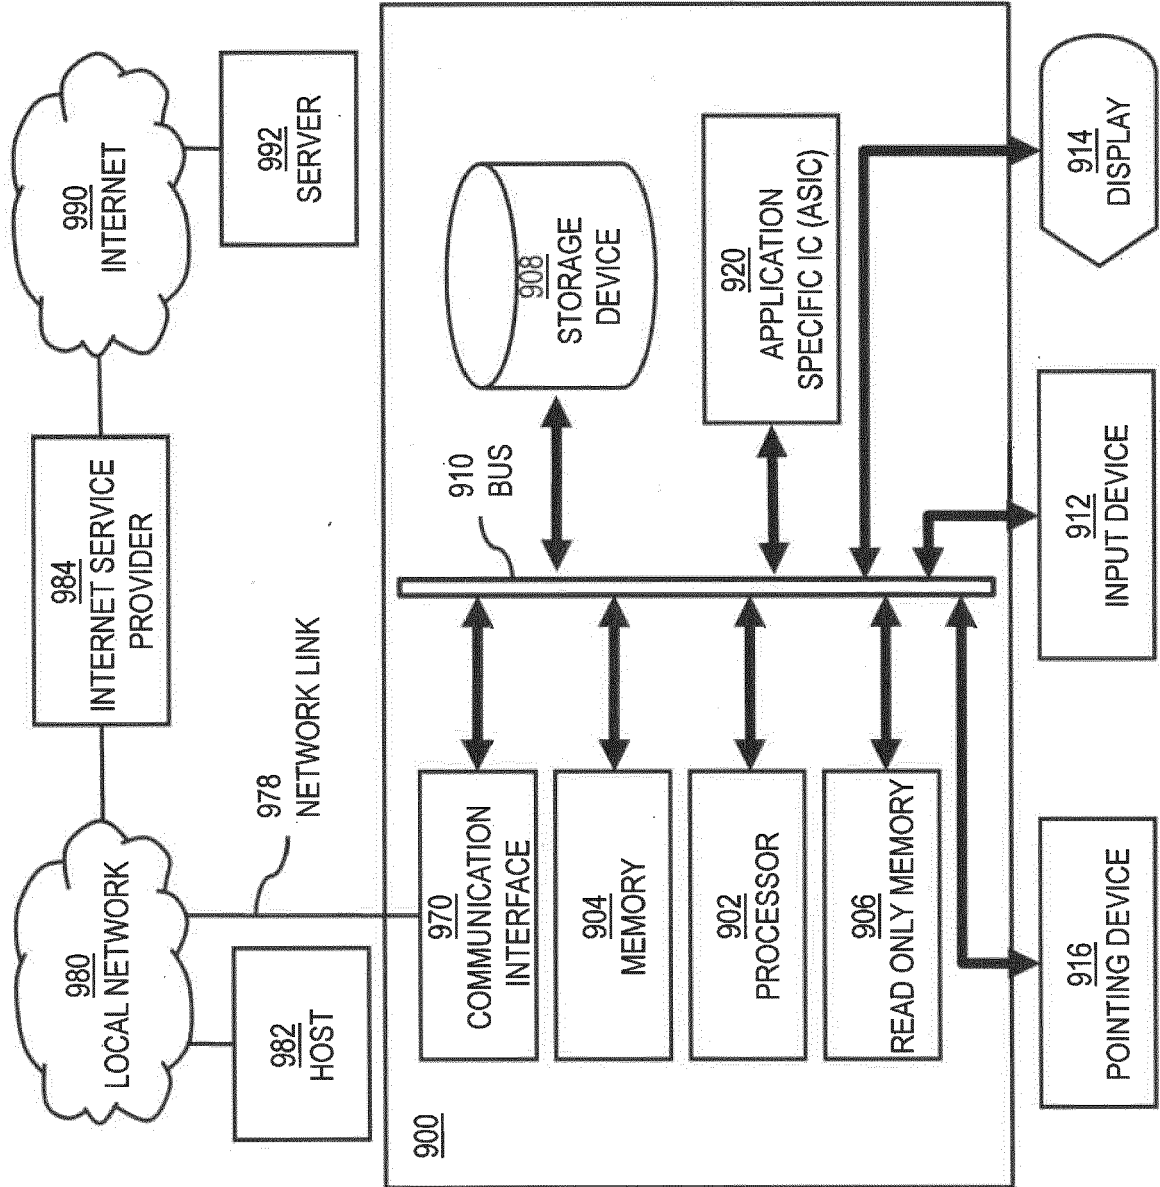 900
916
POINTING DEVICE
912
INPUT DEVICE
914
DISPLAY
980
LOCAL NETWORK
982
HOST
978
NETWORK LINK
984
INTERNET SERVICE
PROVIDER
990
INTERNET
992
SERVER
970
COMMUNICATION
INTERFACE
904
MEMORY
902
PROCESSOR
906
READ ONLY MEMORY
910
BUS
908
STORAGE
DEVICE
920
APPLICATION
SPECIFIC IC (ASIC)